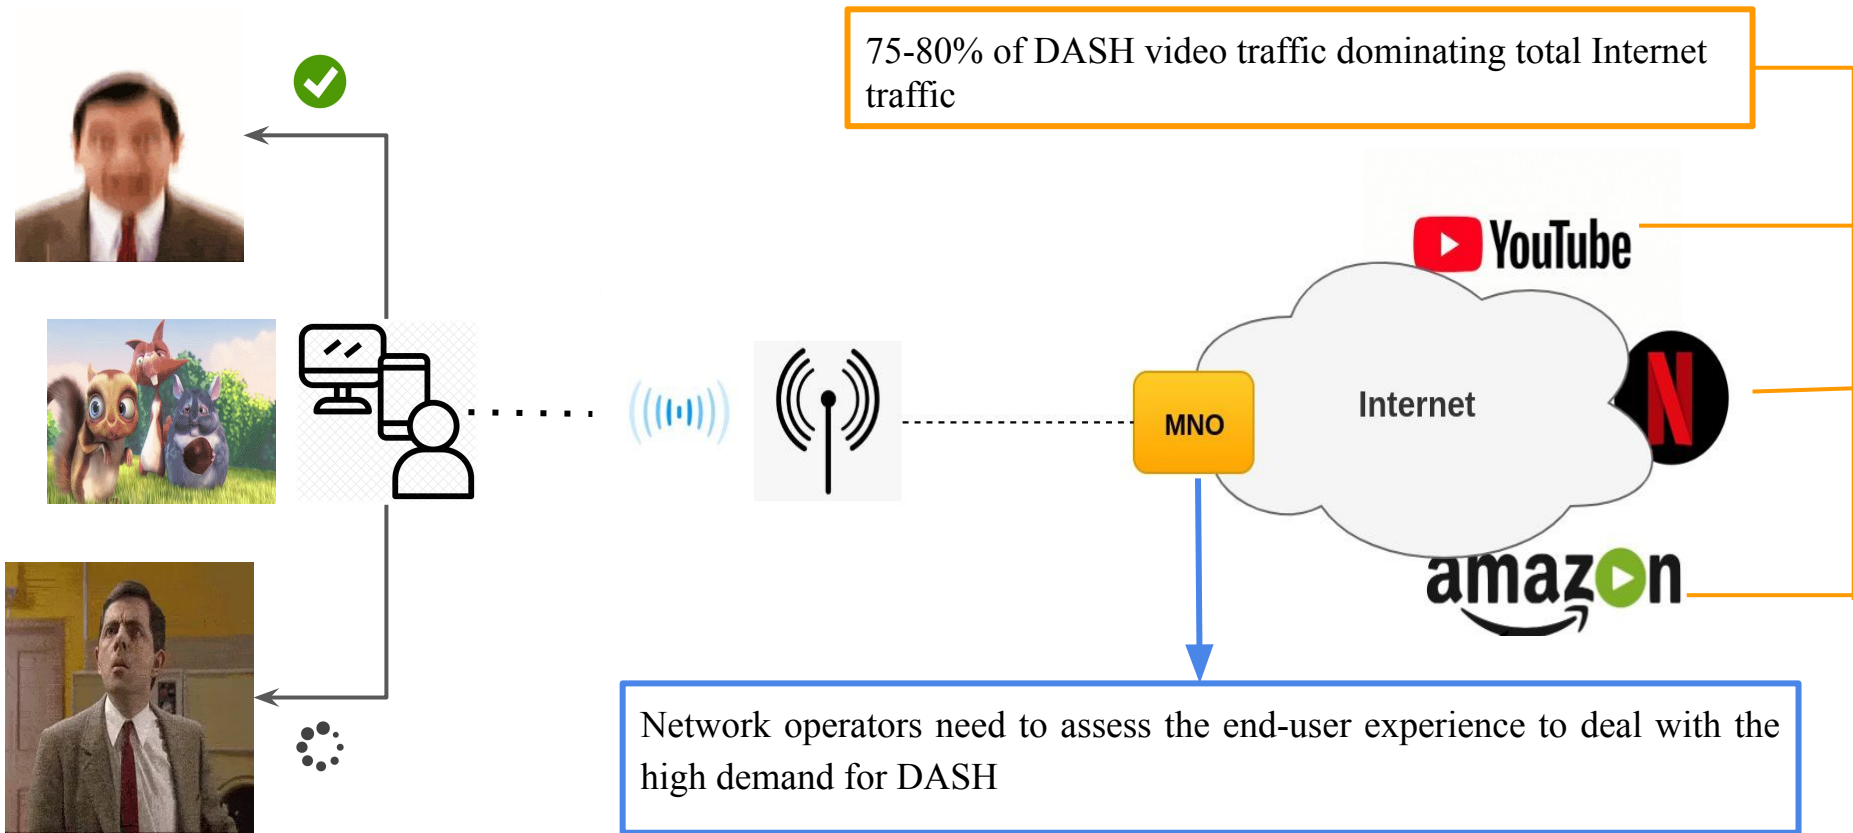 75-80% of DASH video traffic dominating total Internet
traffic
YouTube
Internet
N
MNO
amazon
Network operators need to assess the end-user experience to deal with the
high demand for DASH